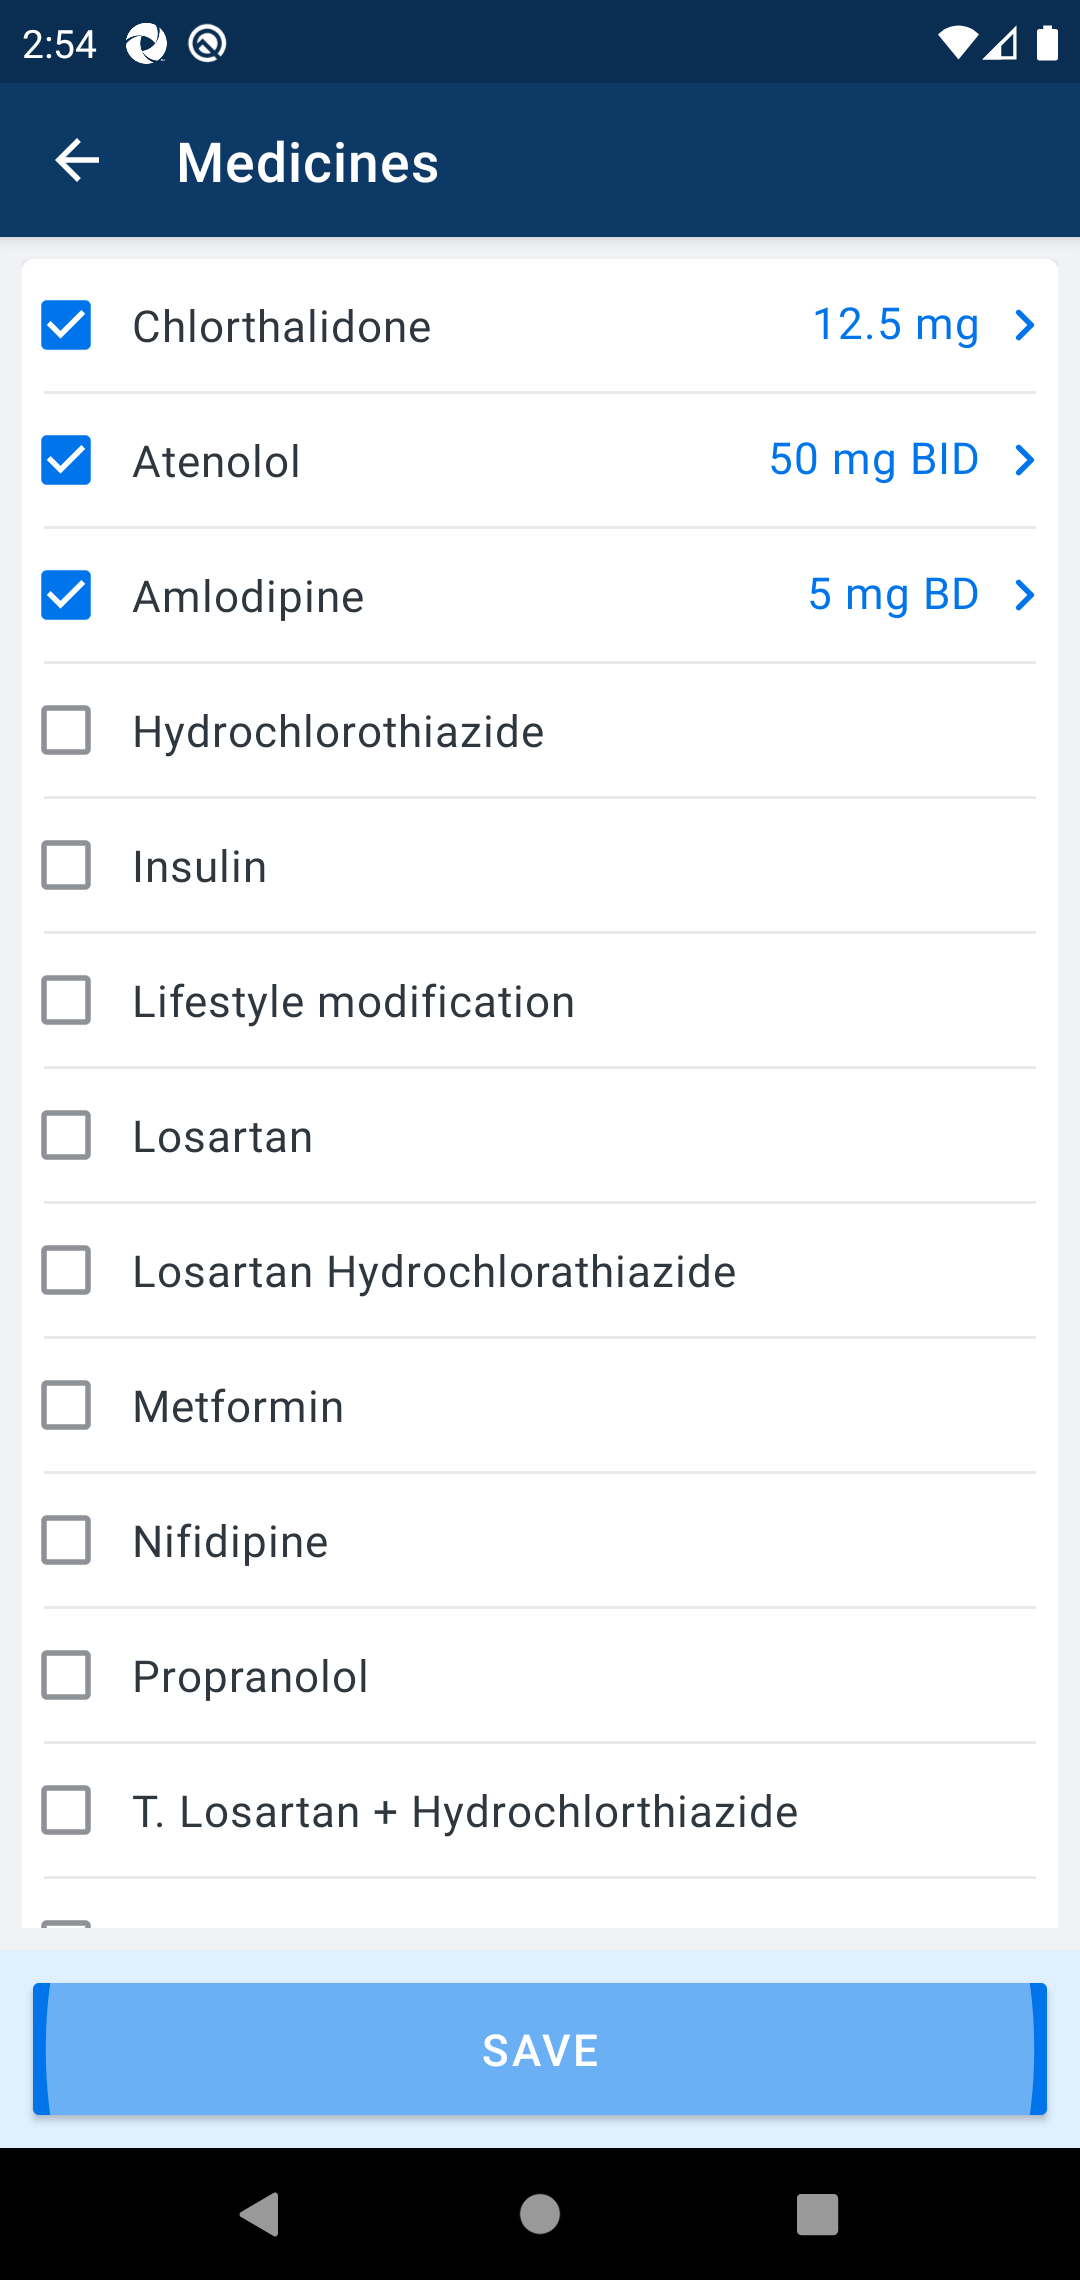 2:54
Medicines
Chlorthalidone 12.5 mg
Atenolol 50 mg BID
Amlodipine 5 mg BD
Hydrochlorothiazide
Insulin
Lifestyle modification
Losartan
Losartan Hydrochlorathiazide
Metformin
Nifidipine
Propranolol
T. Losartan + Hydrochlorthiazide
SAVE